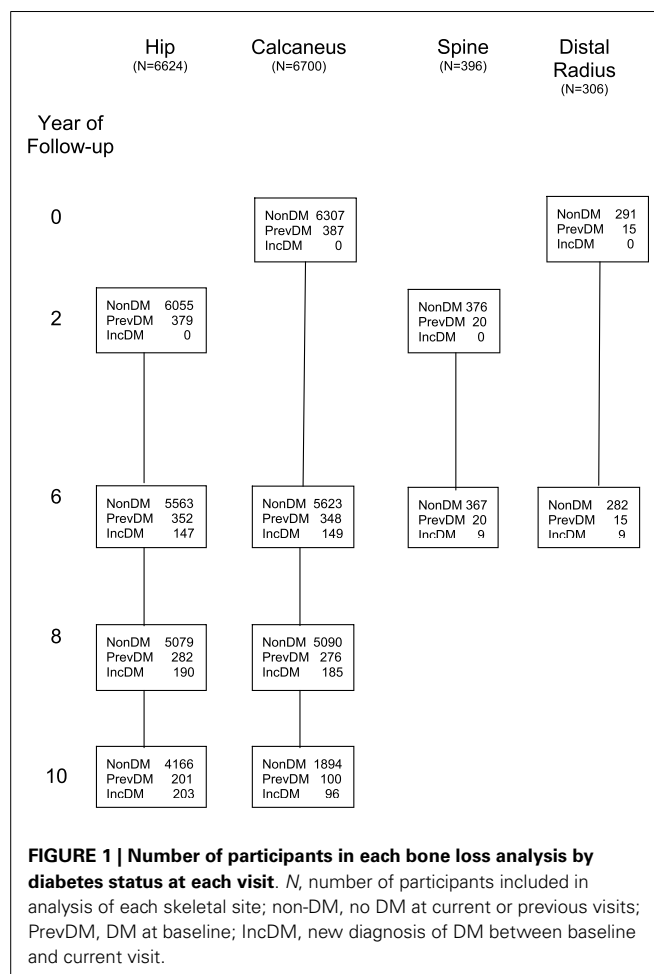 Hip Calcaneus Spine Distal
Radius
(N=6624) (N=6700) (N=396) (N=306)
Year of
Follow-up
0
NonDM 6307
PrevDM 387
IncDM 0
NonDM 291
PrevDM 15
IncDM 0
2
NonDM 6055
PrevDM 379
IncDM 0
NonDM 376
PrevDM 20
IncDM 0
6
NonDM 5563
PrevDM 352
IncDM 147
NonDM 5623
PrevDM 348
IncDM 149
NonDM 367
PrevDM 20
IncDM 9
NonDM 282
PrevDM 15
IncDM 9
8
NonDM 5079
PrevDM 282
IncDM 190
NonDM 5090
PrevDM 276
IncDM 185
10
NonDM 4166
PrevDM 201
IncDM 203
NonDM 1894
PrevDM 100
IncDM 96
FIGURE 1 | Number of participants in each bone loss analysis by
diabetes status at each visit. N, number of participants included in
analysis of each skeletal site; non-DM, no DM at current or previous visits;
PrevDM, DM at baseline; IncDM, new diagnosis of DM between baseline
and current visit.